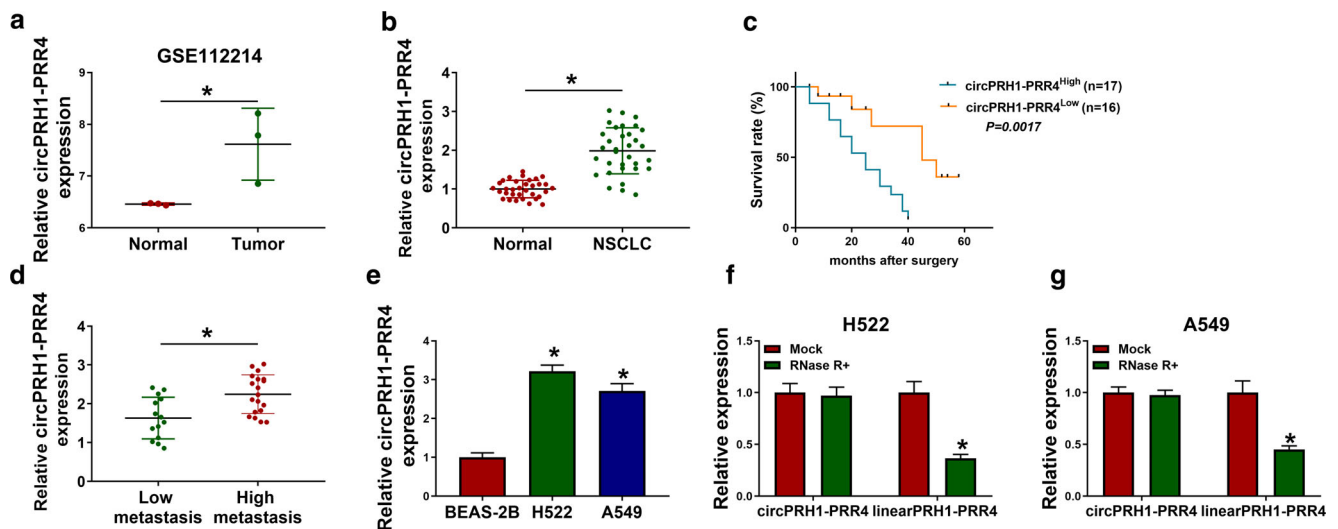 a
GSE112214
Relative circPRH1-PRR4
expression
9
8
7
6
*
Normal
Tumor
b
Relative circPRH1-PRR4
expression
4
3
2
1
0
*
Normal
NSCLC
c
Survival rate (%)
100
50
0
20
40
60
months after surgery
circPRH1-PRR4High (n=17)
circPRH1-PRR4Low (n=16)
P=0.0017
d
Relative circPRH1-PRR4
expression
4
3
2
1
0
*
Low
metastasis
High
metastasis
e
Relative circPRH1-PRR4
expression
4
3
2
1
0
*
*
BEAS-2B
H522
A549
f
H522
Relative expression
1.5
1.0
0.5
0.0
Mock
RNase R+
*
circPRH1-PRR4
linearPRH1-PRR4
g
A549
Relative expression
1.5
1.0
0.5
0.0
Mock
RNase R+
*
circPRH1-PRR4
linearPRH1-PRR4